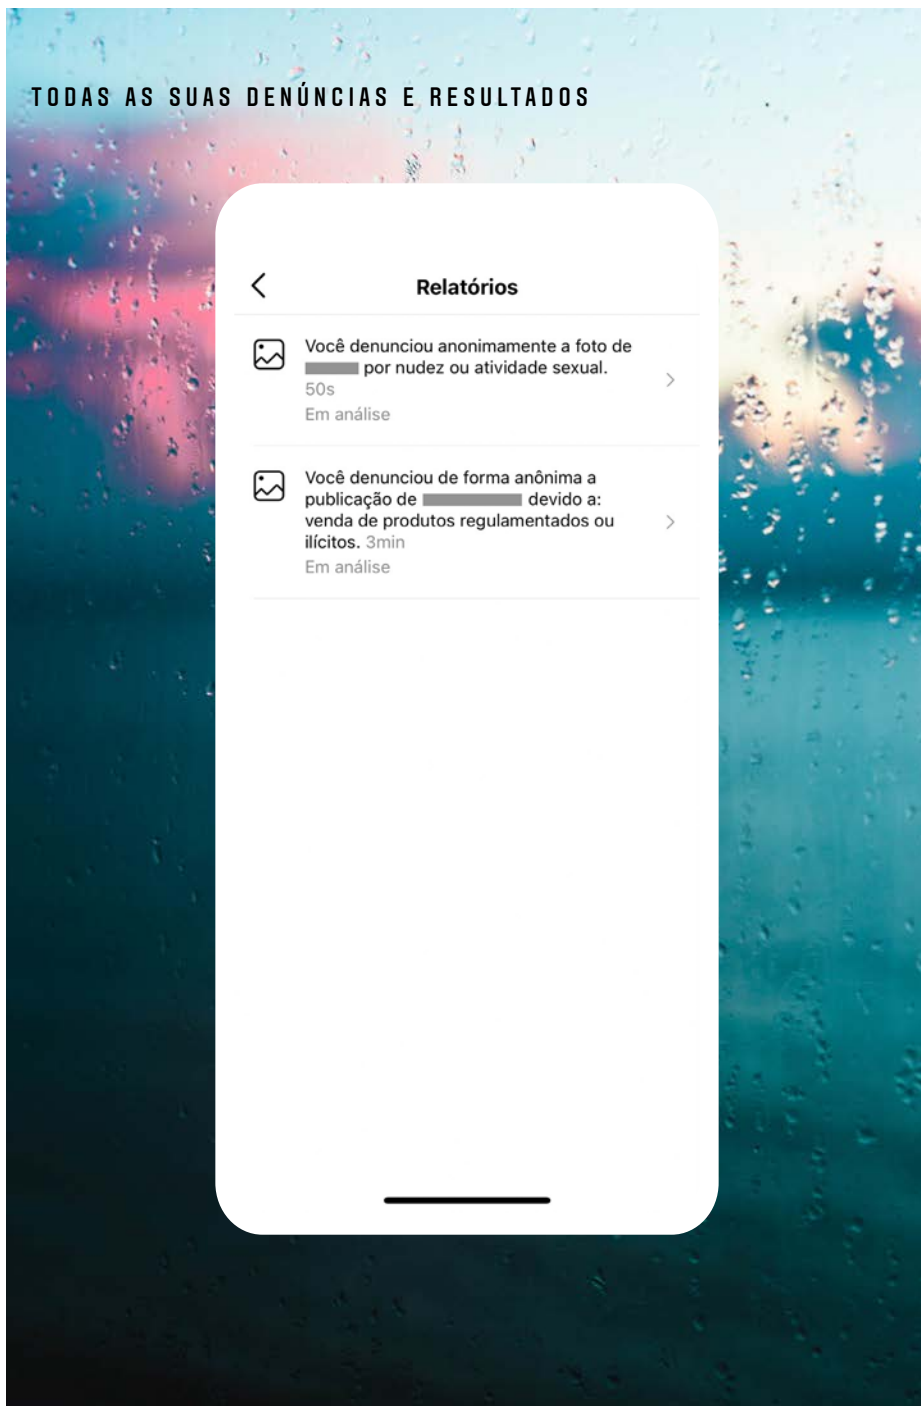 TODAS AS SUAS DENÚNCIAS E RESULTADOS
Relatórios
Você denunciou anonimamente a foto de
por nudez ou atividade sexual.
50s
Em análise
Você denunciou de forma anônima a
publicação de devido a:
venda de produtos regulamentados ou
ilícitos. 3min
Em análise